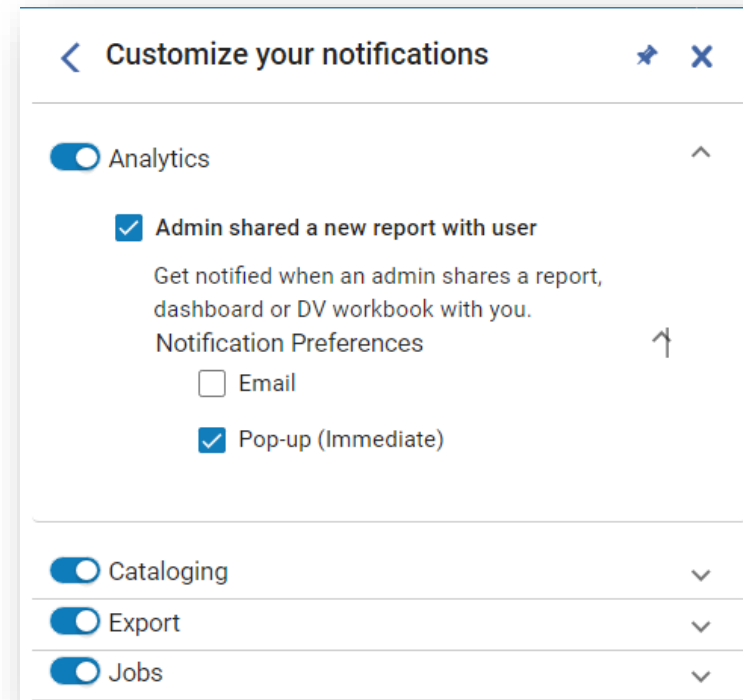 Customize your notifications
Analytics
Admin shared a new report with user
Get notified when an admin shares a report,
dashboard or DV workbook with you.
Notification Preferences
Email
Pop-up (Immediate)
Cataloging
Export
Jobs